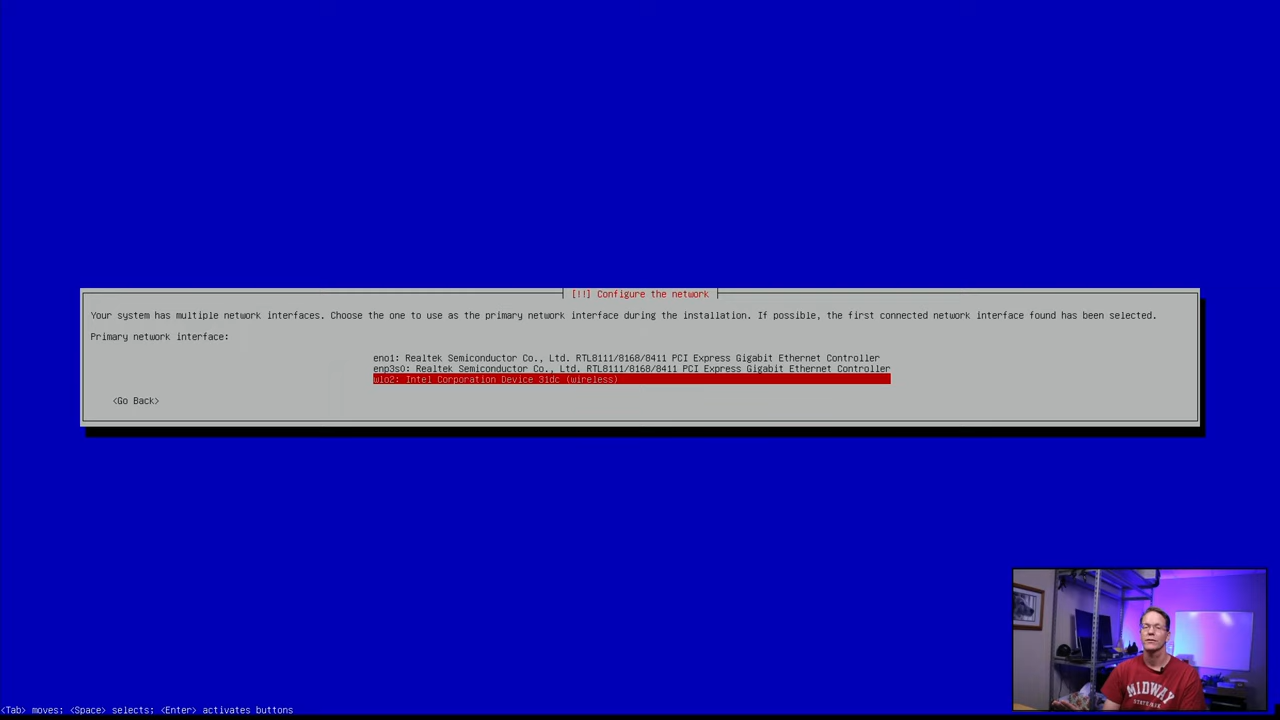 [!!] Configure the network
Your system has multiple network interfaces. Choose the one to use as the primary network interface during the installation. If possible, the first connected network interface found has been selected.
Primary network interface:
eno1: Realtek Semiconductor Co., Ltd. RTL8111/8168/8411 PCI Express Gigabit Ethernet Controller
enp3s0: Realtek Semiconductor Co., Ltd. RTL8111/8168/8411 PCI Express Gigabit Ethernet Controller
wlo2: Intel Corporation Device 31dc (wireless)
<Go Back>
MIDWAY
<Tab> moves; <Space> selects; <Enter> activates buttons